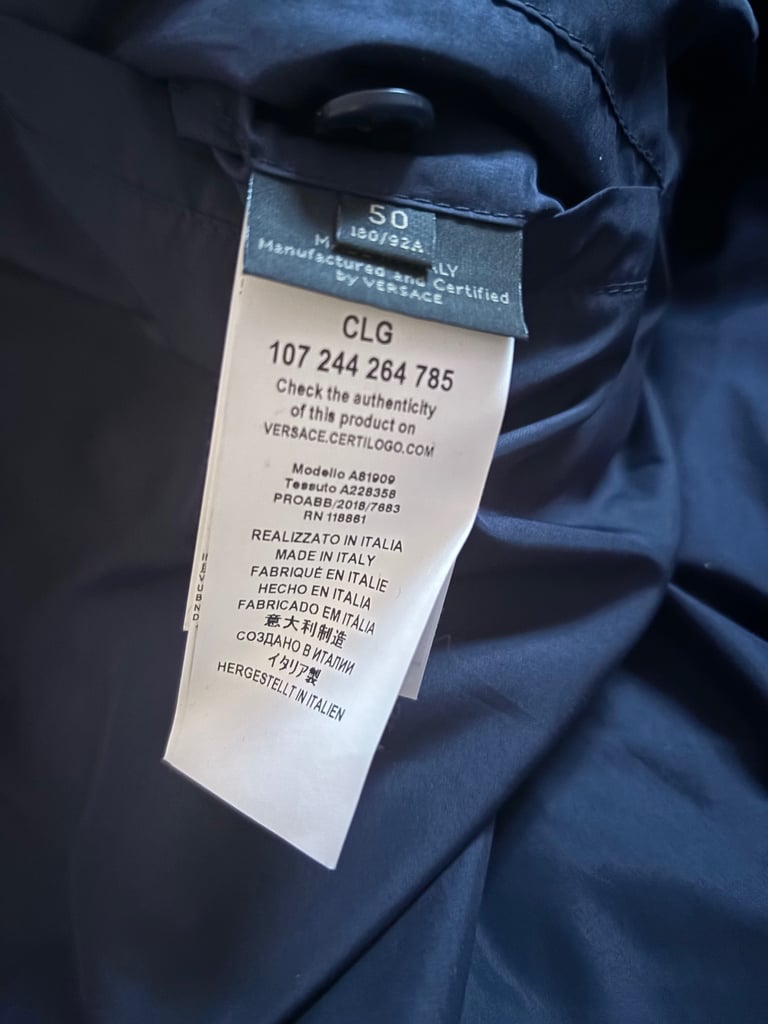 50
180/92A
Manufactured and Certified
by VERSACE
CLG
107 244 264 785
Check the authenticity
of this product on
VERSACE.CERTILOGO.COM
Modello A81909
Tessuto A228358
PROABB/2018/7683
RN 118861
REALIZZATO IN ITALIA
MADE IN ITALY
FABRIQUÉ EN ITALIE
HECHO EN ITALIA
FABRICADO EM ITÁLIA
意大利制造
СОЗДАНО В ИТАЛИИ
イタリア製
HERGESTELLT IN ITALIEN